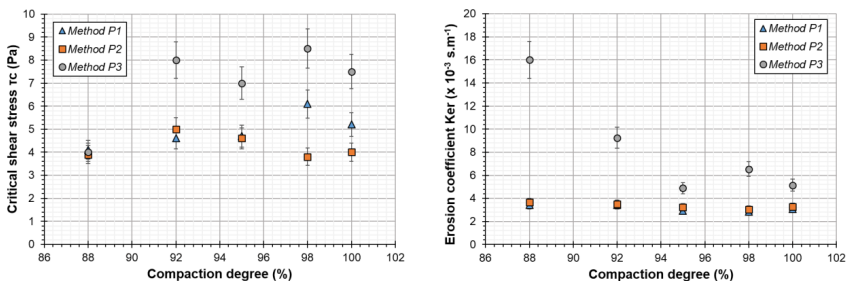 10
9
8
7
6
5
4
3
2
1
0
Critical shear stress τc (Pa)
Method P1
Method P2
Method P3
86 88 90 92 94 96 98 100 102
Compaction degree (%)
20
18
16
14
12
10
8
6
4
2
0
Erosion coefficient Ker (x 10⁻³ s.m⁻¹)
Method P1
Method P2
Method P3
86 88 90 92 94 96 98 100 102
Compaction degree (%)